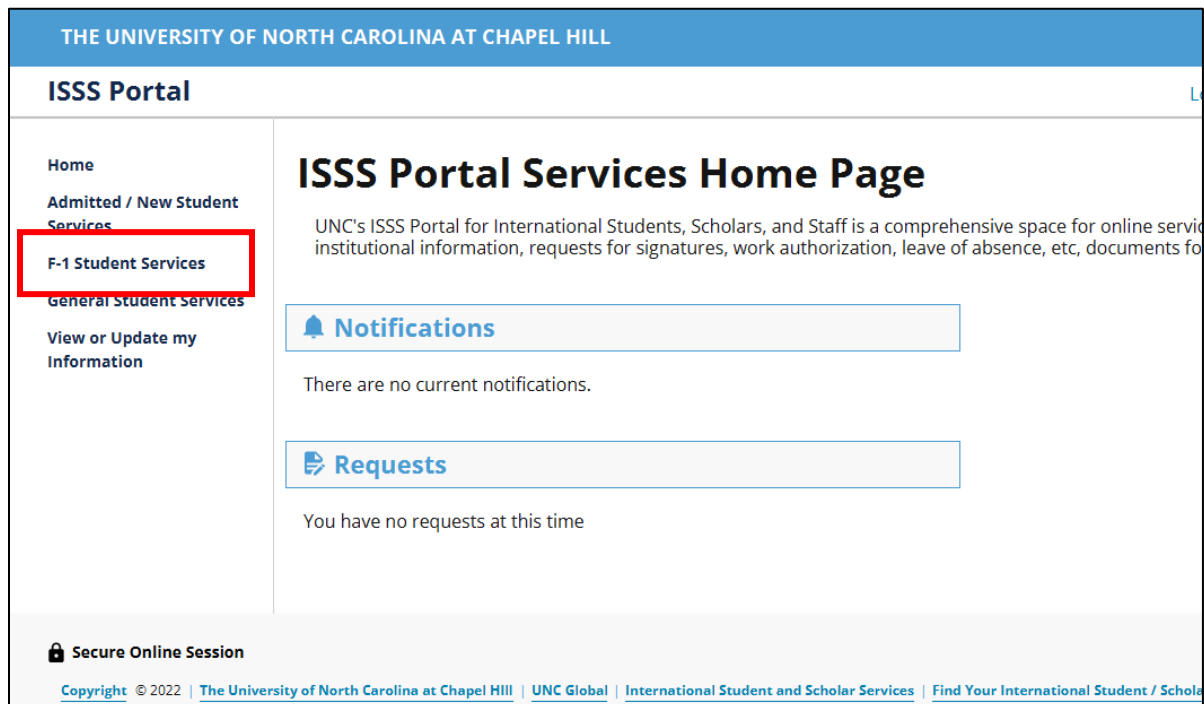 THE UNIVERSITY OF NORTH CAROLINA AT CHAPEL HILL
ISSS Portal
Home
Admitted / New Student
Services
F-1 Student Services
General Student Services
View or Update my
Information
ISSS Portal Services Home Page
UNC's ISSS Portal for International Students, Scholars, and Staff is a comprehensive space for online
institutional information, requests for signatures, work authorization, leave of absence, etc, documents
Notifications
There are no current notifications.
Requests
You have no requests at this time
Secure Online Session
Copyright © 2022 | The University of North Carolina at Chapel HIll | UNC Global | International Student and Scholar Services | Find Your International Student /